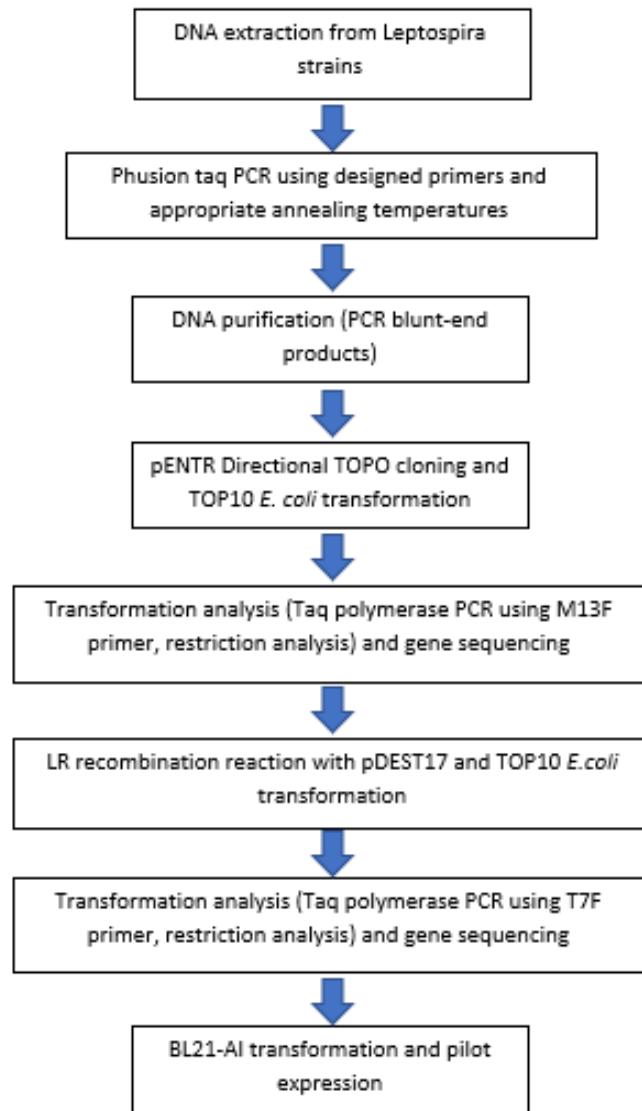 DNA extraction from Leptospira
strains
Phusion taq PCR using designed primers and
appropriate annealing temperatures
DNA purification (PCR blunt-end
products)
pENTR Directional TOPO cloning and
TOP10 E. coli transformation
Transformation analysis (Taq polymerase PCR using M13F
primer, restriction analysis) and gene sequencing
LR recombination reaction with pDEST17 and TOP10 E.coli
transformation
Transformation analysis (Taq polymerase PCR using T7F
primer, restriction analysis) and gene sequencing
BL21-AI transformation and pilot
expression